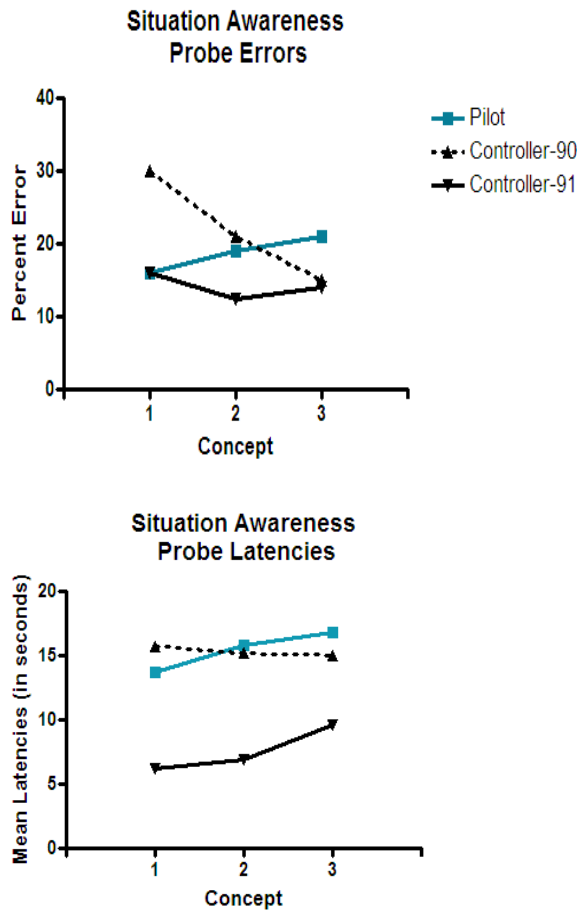 Situation Awareness
Probe Errors
40
30
20
10
0
Percent Error
1 2 3
Concept
Pilot
Controller-90
Controller-91
Situation Awareness
Probe Latencies
20
15
10
5
0
Mean Latencies (in seconds)
1 2 3
Concept